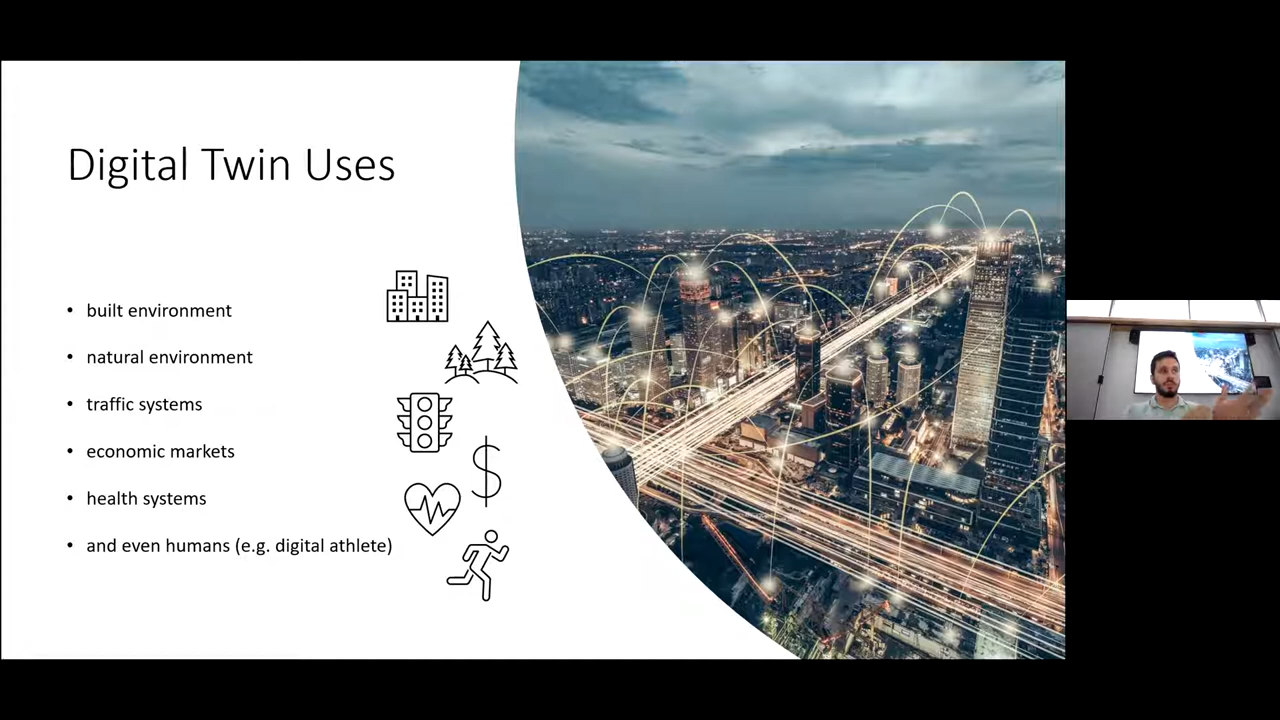 Digital Twin Uses
• built environment
• natural environment
• traffic systems
• economic markets
• health systems
• and even humans (e.g. digital athlete)